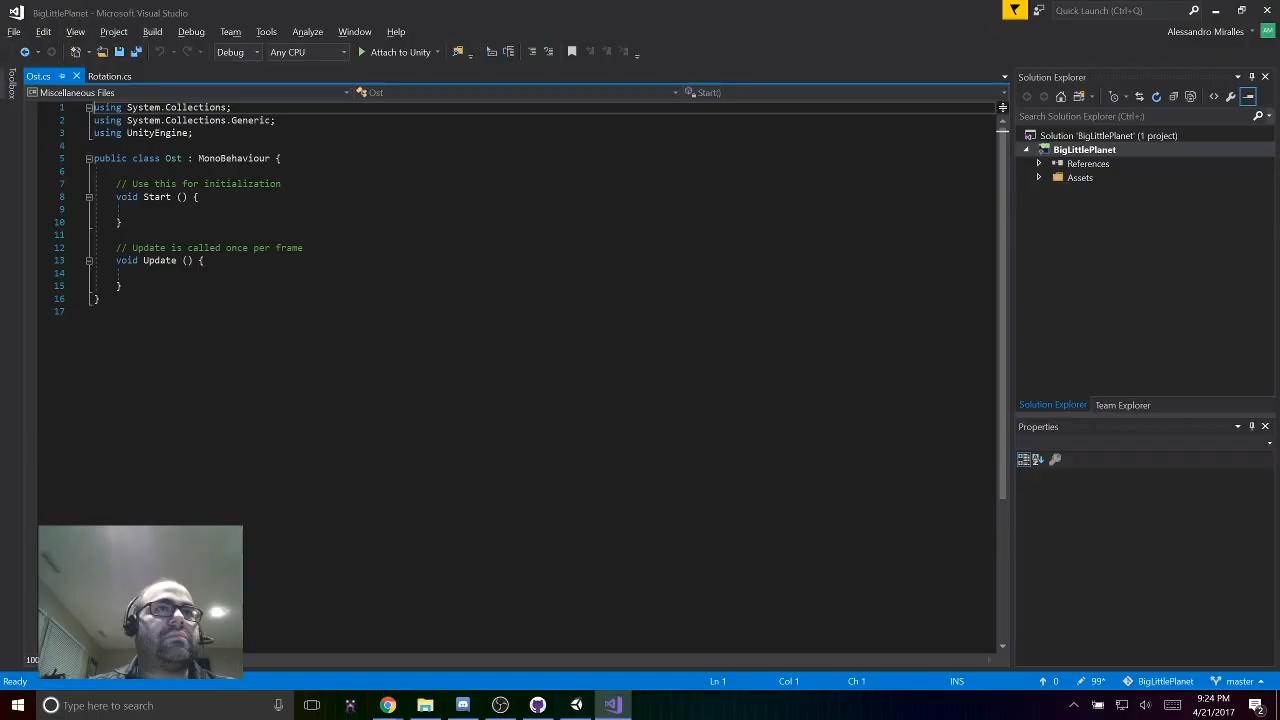 BigLittlePlanet - Microsoft Visual Studio
Quick Launch (Ctrl+Q)
File Edit View Project Build Debug Team Tools Analyze Window Help
Alessandro Miralles AM
Debug Any CPU Attach to Unity
Toolbox
Ost.cs Rotation.cs
Miscellaneous Files Ost Start()
1 using System.Collections;
2 using System.Collections.Generic;
3 using UnityEngine;
4
5 public class Ost : MonoBehaviour {
6
7 // Use this for initialization
8 void Start () {
9
10 }
11
12 // Update is called once per frame
13 void Update () {
14
15 }
16 }
17
Solution Explorer
Search Solution Explorer (Ctrl+;)
Solution 'BigLittlePlanet' (1 project)
BigLittlePlanet
References
Assets
Solution Explorer Team Explorer
Properties
100
Ready Ln 1 Col 1 Ch 1 INS 0 99* BigLittlePlanet master
Type here to search
9:24 PM
4/21/2017
2